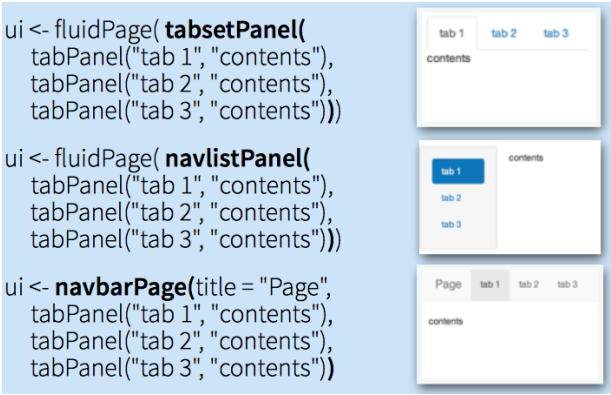 ui <- fluidPage( tabsetPanel(
tabPanel("tab 1", "contents"),
tabPanel("tab 2", "contents"),
tabPanel("tab 3", "contents")))
tab 1 tab 2 tab 3
contents
ui <- fluidPage( navlistPanel(
tabPanel("tab 1", "contents"),
tabPanel("tab 2", "contents"),
tabPanel("tab 3", "contents")))
tab 1
tab 2
tab 3
contents
ui <- navbarPage(title = "Page",
tabPanel("tab 1", "contents"),
tabPanel("tab 2", "contents"),
tabPanel("tab 3", "contents"))
Page tab 1 tab 2 tab 3
contents